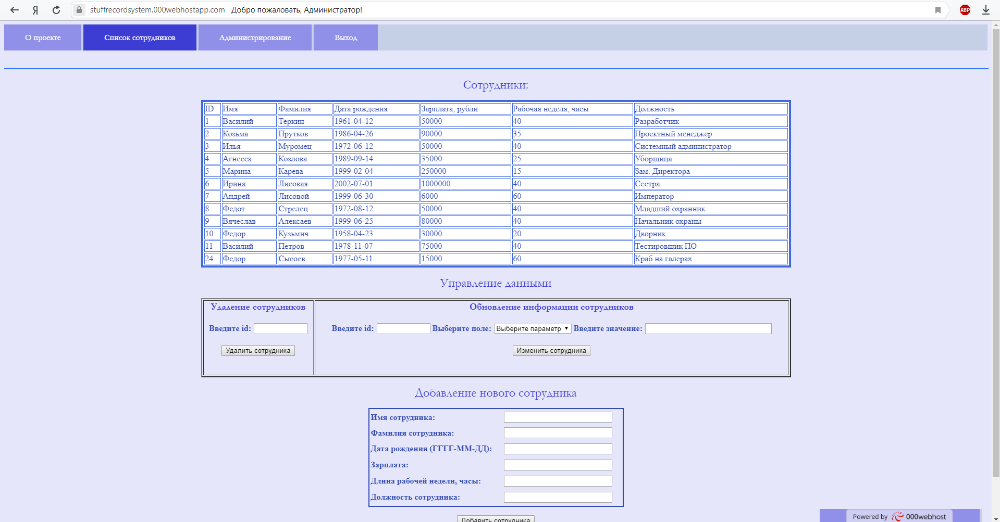 Я stuffrecordsystem.000webhostapp.com Добро пожаловать, Администратор! ABP
О проекте Список сотрудников Администрирование Выход
Сотрудники:
ID Имя Фамилия Дата рождения Зарплата, рубли Рабочая неделя, часы Должность
1 Василий Теркин 1961-04-12 50000 40 Разработчик
2 Козьма Прутков 1986-04-26 90000 35 Проектный менеджер
3 Илья Муромец 1972-06-12 50000 40 Системный администратор
4 Агнесса Козлова 1989-09-14 35000 25 Уборщица
5 Марина Карева 1999-02-04 250000 15 Зам. Директора
6 Ирина Лисовая 2002-07-01 1000000 40 Сестра
7 Андрей Лисовой 1999-06-30 6000 60 Император
8 Федот Стрелец 1972-08-12 50000 40 Младший охранник
9 Вячеслав Алексаев 1999-06-25 80000 40 Начальник охраны
10 Федор Кузьмич 1958-04-23 30000 20 Дворник
11 Василий Петров 1978-11-07 75000 40 Тестировщик ПО
24 Федор Сысоев 1977-05-11 15000 60 Краб на галерах
Управление данными
Удаление сотрудников Обновление информации сотрудников
Введите id: Введите id: Выберите поле: Выберите параметр Введите значение:
Удалить сотрудника Изменить сотрудника
Добавление нового сотрудника
Имя сотрудника:
Фамилия сотрудника:
Дата рождения (ГГГГ-ММ-ДД):
Зарплата:
Длина рабочей недели, часы:
Должность сотрудника:
Добавить сотрудника
Powered by 000webhost